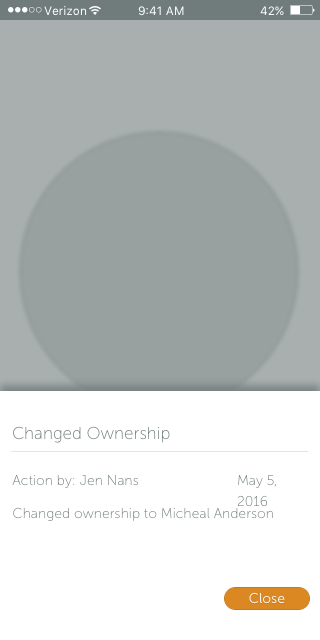 Verizon 9:41 AM 42%
Changed Ownership
Action by: Jen Nans May 5,
2016
Changed ownership to Micheal Anderson
Close